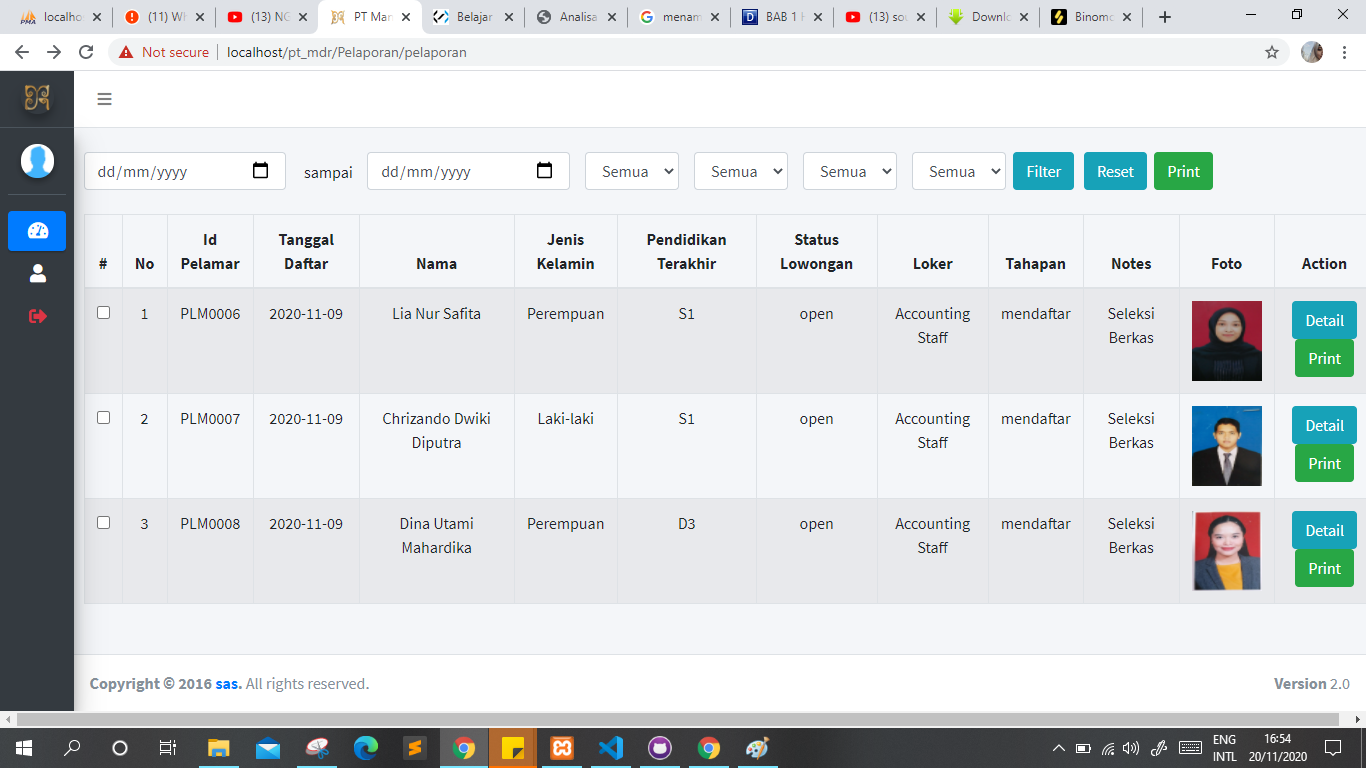 localho
(11) Wh
(13) NG
PT Mar
Belajar
Analisa
menam
BAB 1
(13) sou
Downlo
Binomo
Not secure localhost/pt_mdr/Pelaporan/pelaporan
dd/mm/yyyy sampai dd/mm/yyyy Semua Semua Semua Semua Filter Reset Print
# No Id Pelamar Tanggal Daftar Nama Jenis Kelamin Pendidikan Terakhir Status Lowongan Loker Tahapan Notes Foto Action
1 PLM0006 2020-11-09 Lia Nur Safita Perempuan S1 open Accounting Staff mendaftar Seleksi Berkas Detail
Print
2 PLM0007 2020-11-09 Chrizando Dwiki Diputra Laki-laki S1 open Accounting Staff mendaftar Seleksi Berkas Detail
Print
3 PLM0008 2020-11-09 Dina Utami Mahardika Perempuan D3 open Accounting Staff mendaftar Seleksi Berkas Detail
Print
Copyright © 2016 sas. All rights reserved. Version 2.0
ENG 16:54
INTL 20/11/2020